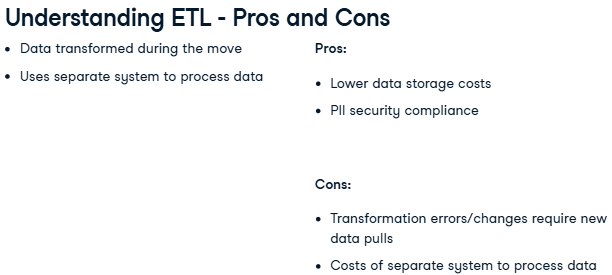 Understanding ETL - Pros and Cons
• Data transformed during the move
• Uses separate system to process data
Pros:
• Lower data storage costs
• PII security compliance
Cons:
• Transformation errors/changes require new
data pulls
• Costs of separate system to process data